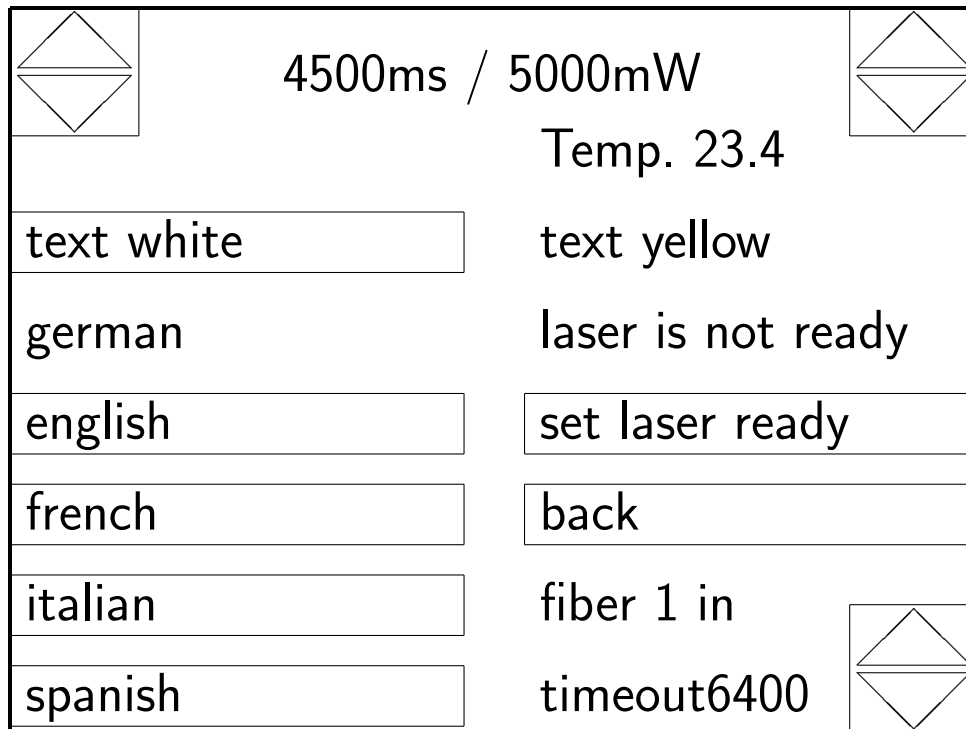 4500ms / 5000mW
Temp. 23.4
text white
text yellow
german
laser is not ready
english
set laser ready
french
back
italian
fiber 1 in
spanish
timeout6400